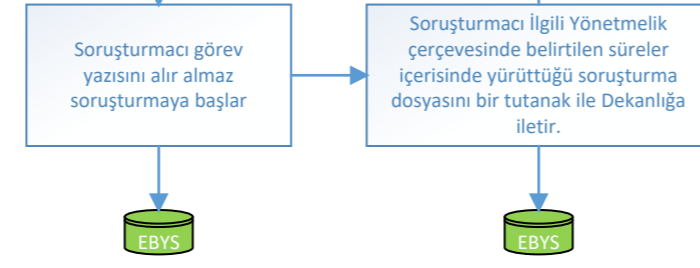 Soruşturmacı görev
yazısını alır almaz
soruşturmaya başlar
Soruşturmacı İlgili Yönetmelik
çerçevesinde belirtilen süreler
içerisinde yürüttüğü soruşturma
dosyasını bir tutanak ile Dekanlığa
iletir.
EBYS
EBYS